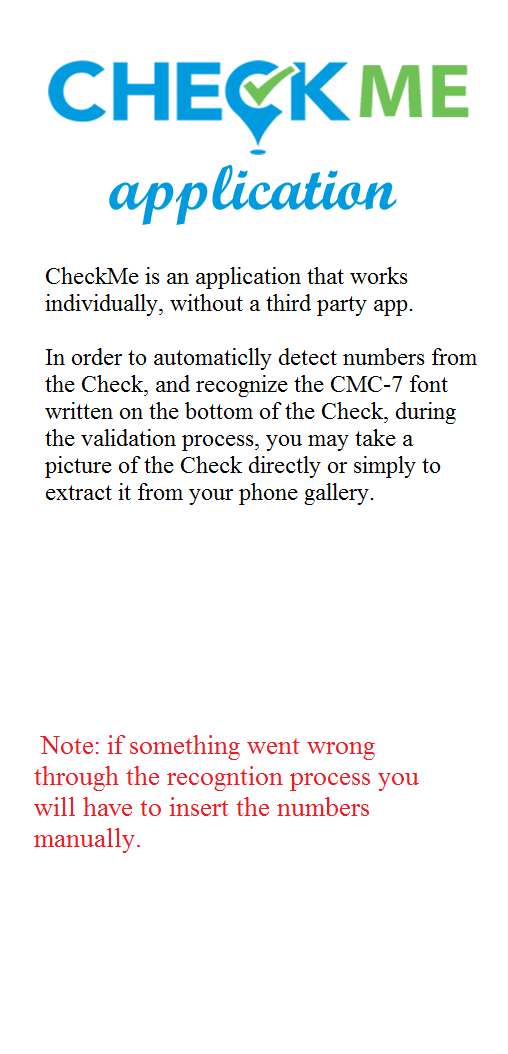 CHECK ME
application
CheckMe is an application that works
individually, without a third party app.
In order to automaticlly detect numbers from
the Check, and recognize the CMC-7 font
written on the bottom of the Check, during
the validation process, you may take a
picture of the Check directly or simply to
extract it from your phone gallery.
Note: if something went wrong
through the recogntion process you
will have to insert the numbers
manually.